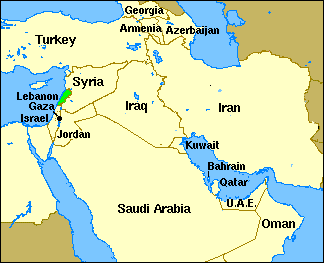 Georgia
Armenia
Azerbaijan
Turkey
Syria
Lebanon
Gaza
Israel
Iraq
Iran
Jordan
Kuwait
Bahrain
Qatar
Saudi Arabia
U.A.E.
Oman